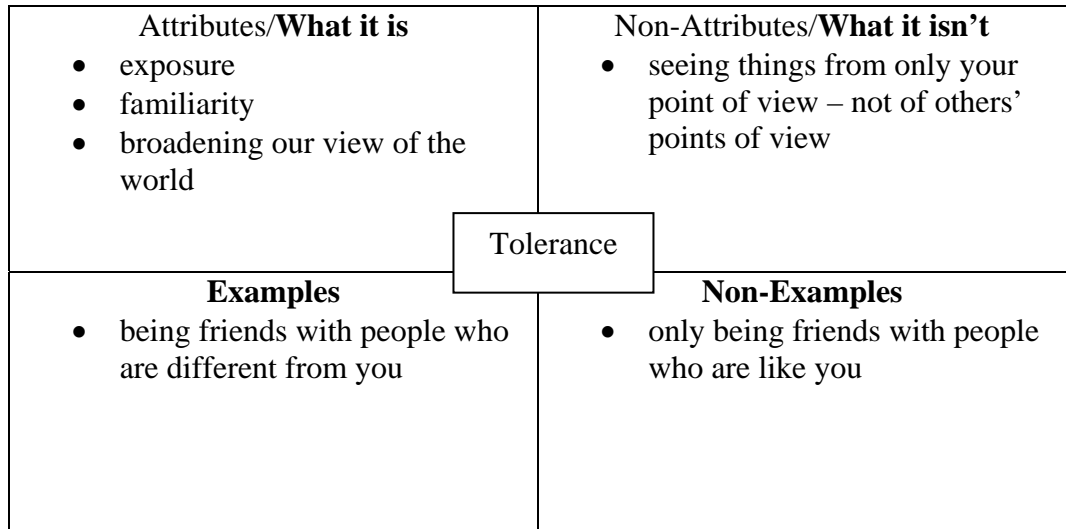 Attributes/What it is
• exposure
• familiarity
• broadening our view of the
world
Non-Attributes/What it isn’t
• seeing things from only your
point of view – not of others’
points of view
Tolerance
Examples
• being friends with people who
are different from you
Non-Examples
• only being friends with people
who are like you